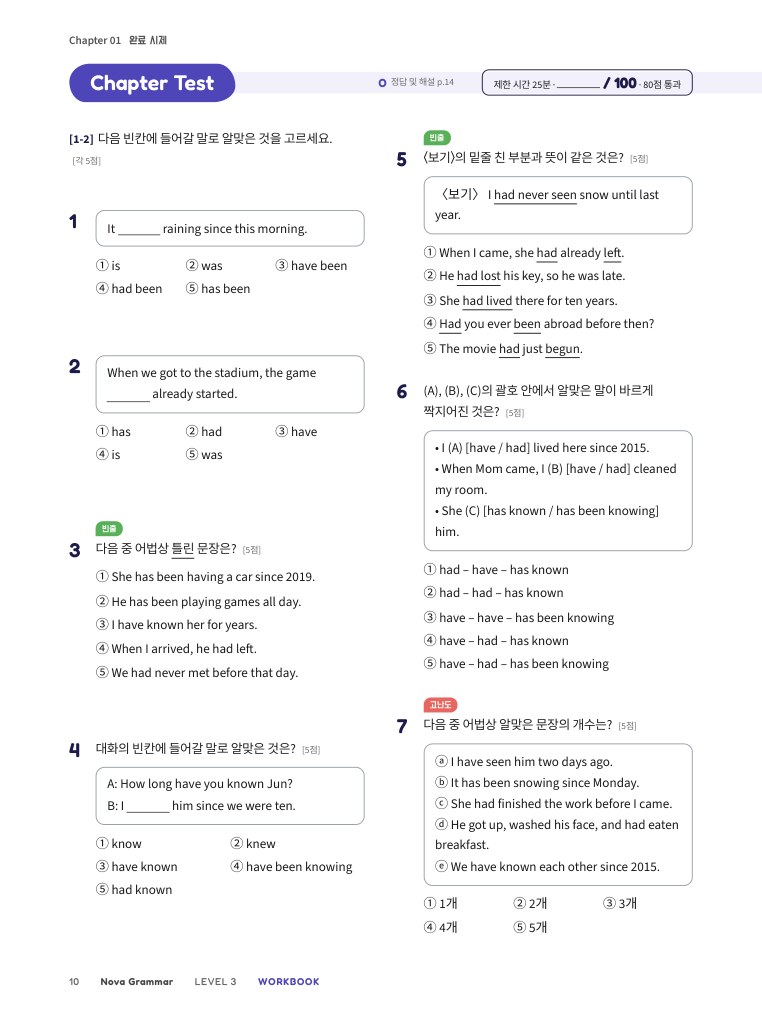 Chapter 01 완료 시제
Chapter Test
정답 및 해설 p.14
제한 시간 25분 · ________ / 100 · 80점 통과
[1-2] 다음 빈칸에 들어갈 말로 알맞은 것을 고르세요.
[각 5점]
1
It ______ raining since this morning.
① is ② was ③ have been
④ had been ⑤ has been
2
When we got to the stadium, the game
______ already started.
① has ② had ③ have
④ is ⑤ was
빈출
3 다음 중 어법상 틀린 문장은? [5점]
① She has been having a car since 2019.
② He has been playing games all day.
③ I have known her for years.
④ When I arrived, he had left.
⑤ We had never met before that day.
4 대화의 빈칸에 들어갈 말로 알맞은 것은? [5점]
A: How long have you known Jun?
B: I ______ him since we were ten.
① know ② knew
③ have known ④ have been knowing
⑤ had known
빈출
5 〈보기〉의 밑줄 친 부분과 뜻이 같은 것은? [5점]
〈보기〉 I had never seen snow until last
year.
① When I came, she had already left.
② He had lost his key, so he was late.
③ She had lived there for ten years.
④ Had you ever been abroad before then?
⑤ The movie had just begun.
6 (A), (B), (C)의 괄호 안에서 알맞은 말이 바르게
짝지어진 것은? [5점]
• I (A) [have / had] lived here since 2015.
• When Mom came, I (B) [have / had] cleaned
my room.
• She (C) [has known / has been knowing]
him.
① had – have – has known
② had – had – has known
③ have – have – has been knowing
④ have – had – has known
⑤ have – had – has been knowing
고난도
7 다음 중 어법상 알맞은 문장의 개수는? [5점]
ⓐ I have seen him two days ago.
ⓑ It has been snowing since Monday.
ⓒ She had finished the work before I came.
ⓓ He got up, washed his face, and had eaten
breakfast.
ⓔ We have known each other since 2015.
① 1개 ② 2개 ③ 3개
④ 4개 ⑤ 5개
10 Nova Grammar LEVEL 3 WORKBOOK